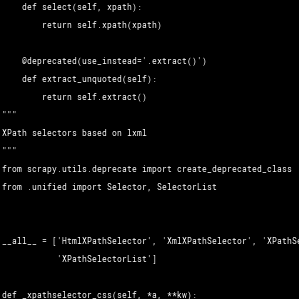 def select(self, xpath):
return self.xpath(xpath)
@deprecated(use_instead='.extract()')
def extract_unquoted(self):
return self.extract()
"""
XPath selectors based on lxml
"""
from scrapy.utils.deprecate import create_deprecated_class
from .unified import Selector, SelectorList
__all__ = ['HtmlXPathSelector', 'XmlXPathSelector', 'XPathSe
'XPathSelectorList']
def _xpathselector_css(self, *a, **kw):